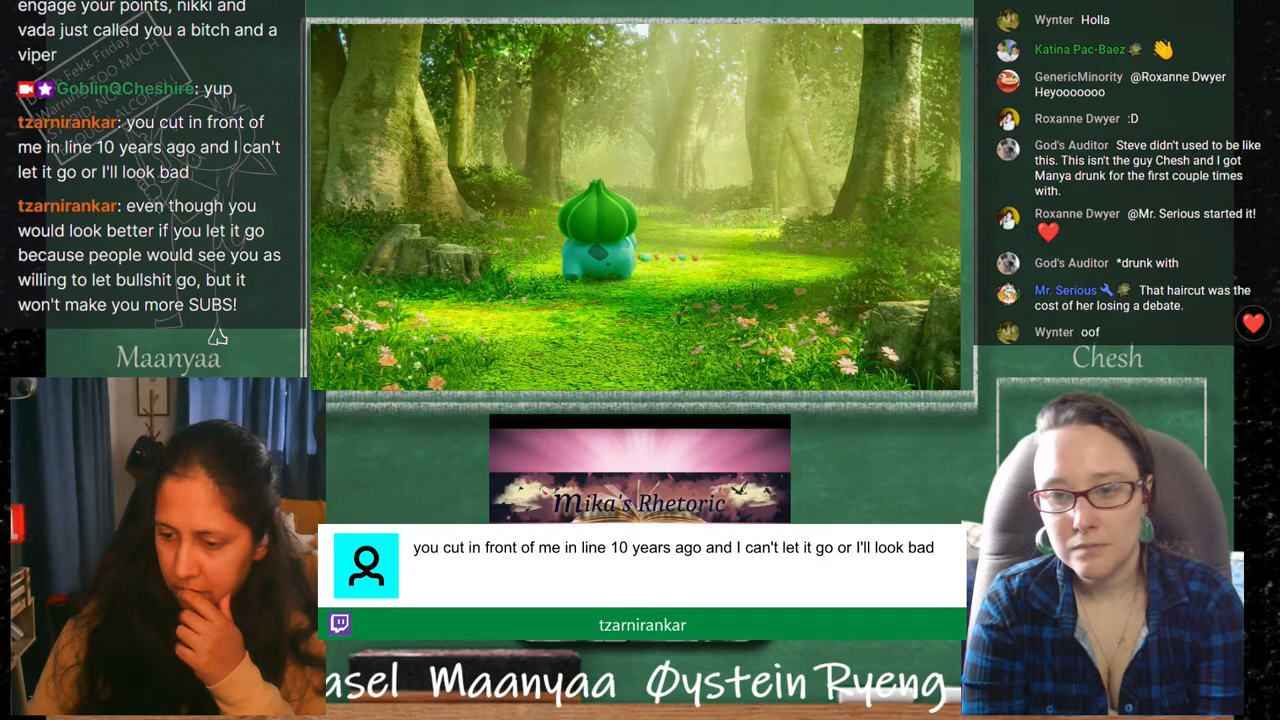 engage your points, nikki and
vada just called you a bitch and a
viper
GoblinQCheshire: yup
tzarnirankar: you cut in front of
me in line 10 years ago and I can't
let it go or I'll look bad
tzarnirankar: even though you
would look better if you let it go
because people would see you as
willing to let bullshit go, but it
won't make you more SUBS!
Fekk Friday
TOO MUCH
Maanyaa
Wynter Holla
Katina Pac-Baez 👋
GenericMinority @Roxanne Dwyer
Heyooooooo
Roxanne Dwyer :D
God's Auditor Steve didn't used to be like
this. This isn't the guy Chesh and I got
Manya drunk for the first couple times
with.
Roxanne Dwyer @Mr. Serious started it!
❤️
God's Auditor *drunk with
Mr. Serious That haircut was the
cost of her losing a debate.
Wynter oof
Chesh
Mika's Rhetoric
you cut in front of me in line 10 years ago and I can't let it go or I'll look bad
tzarnirankar
asel Maanyaa Øystein Ryeng